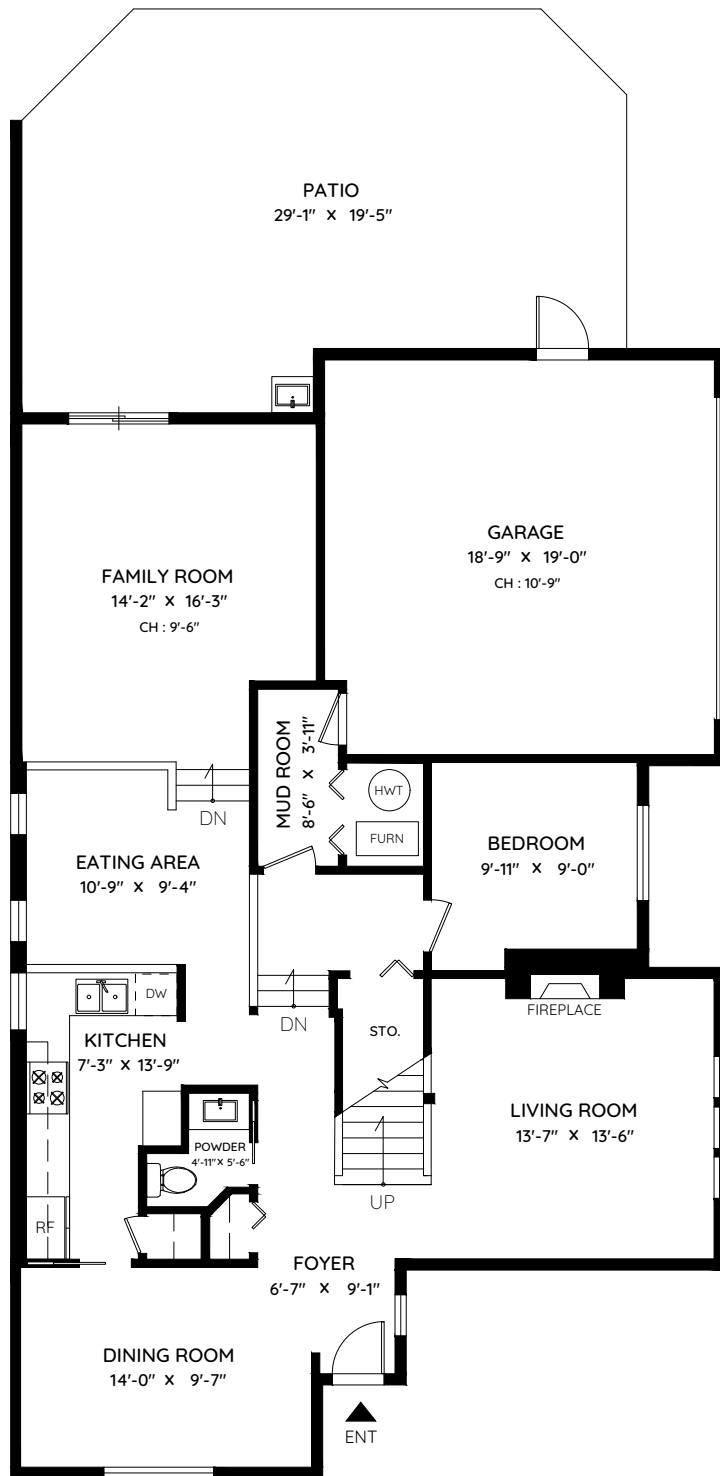 PATIO
29'-1" X 19'-5"
GARAGE
18'-9" X 19'-0"
CH : 10'-9"
FAMILY ROOM
14'-2" X 16'-3"
CH : 9'-6"
MUD ROOM
8'-6" X 3'-11"
HWT
FURN
DN
BEDROOM
9'-11" X 9'-0"
EATING AREA
10'-9" X 9'-4"
DW
DN
FIREPLACE
STO.
KITCHEN
7'-3" X 13'-9"
LIVING ROOM
13'-7" X 13'-6"
POWDER
4'-11" X 5'-6"
UP
RF
FOYER
6'-7" X 9'-1"
DINING ROOM
14'-0" X 9'-7"
ENT